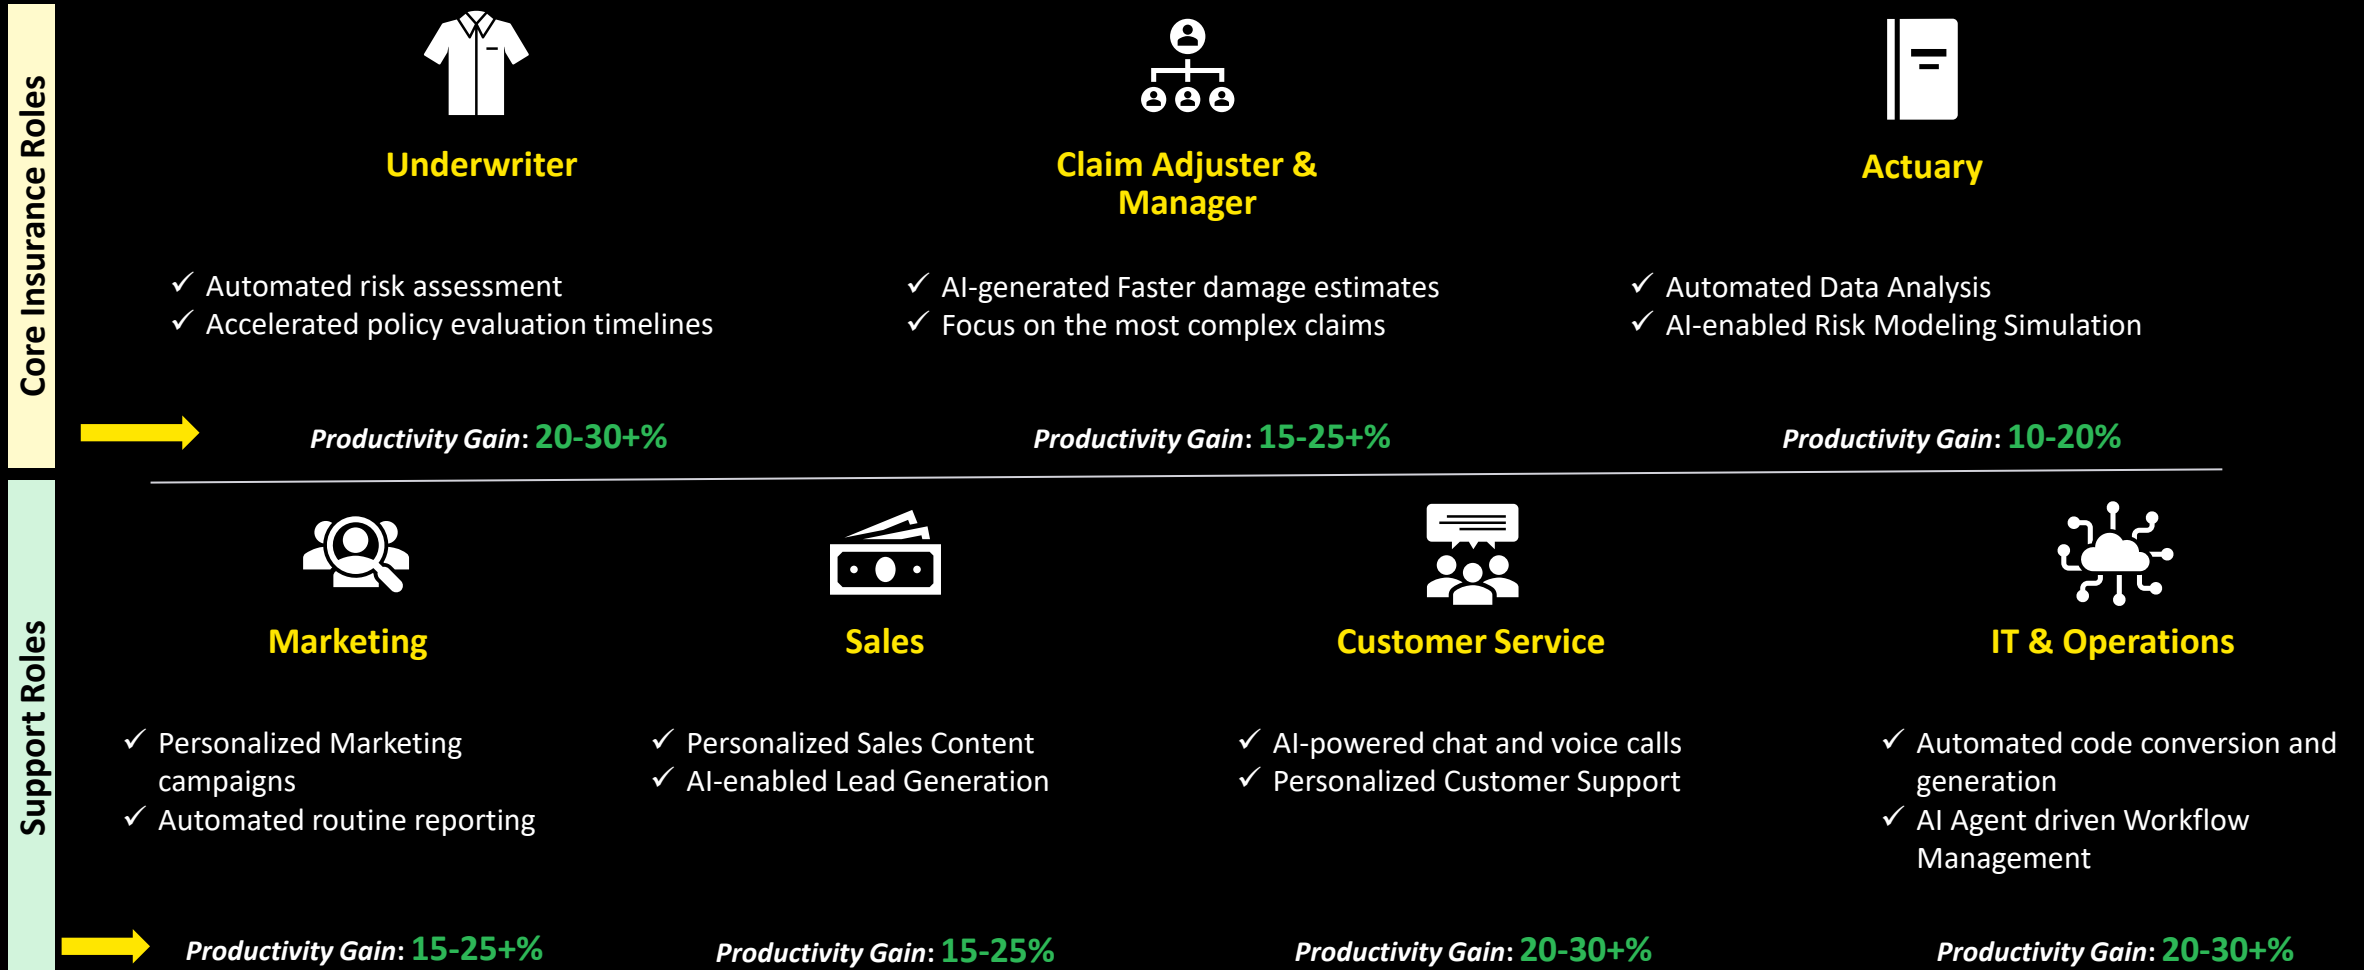 Core Insurance Roles
Underwriter
✓ Automated risk assessment
✓ Accelerated policy evaluation timelines
Productivity Gain: 20-30+%
Claim Adjuster &
Manager
✓ AI-generated Faster damage estimates
✓ Focus on the most complex claims
Productivity Gain: 15-25+%
Actuary
✓ Automated Data Analysis
✓ AI-enabled Risk Modeling Simulation
Productivity Gain: 10-20%
Support Roles
Marketing
✓ Personalized Marketing
campaigns
✓ Automated routine reporting
Productivity Gain: 15-25+%
Sales
✓ Personalized Sales Content
✓ AI-enabled Lead Generation
Productivity Gain: 15-25%
Customer Service
✓ AI-powered chat and voice calls
✓ Personalized Customer Support
Productivity Gain: 20-30+%
IT & Operations
✓ Automated code conversion and
generation
✓ AI Agent driven Workflow
Management
Productivity Gain: 20-30+%